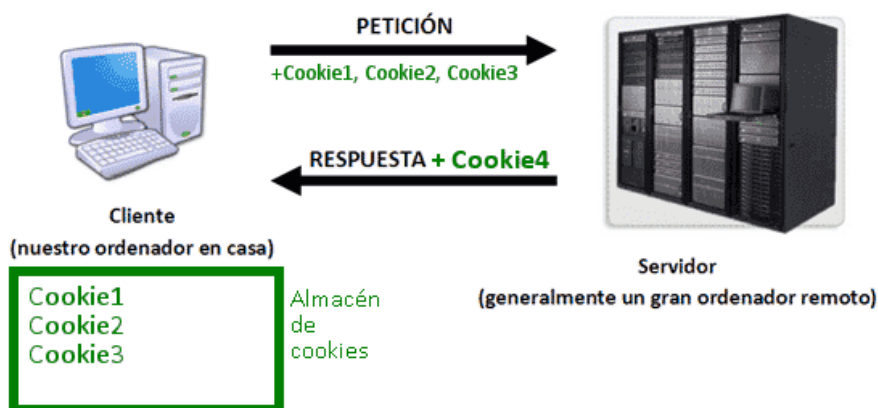 PETICIÓN
+Cookie1, Cookie2, Cookie3
RESPUESTA + Cookie4
Cliente
(nuestro ordenador en casa)
Servidor
(generalmente un gran ordenador remoto)
Cookie1
Cookie2
Cookie3
Almacén
de
cookies